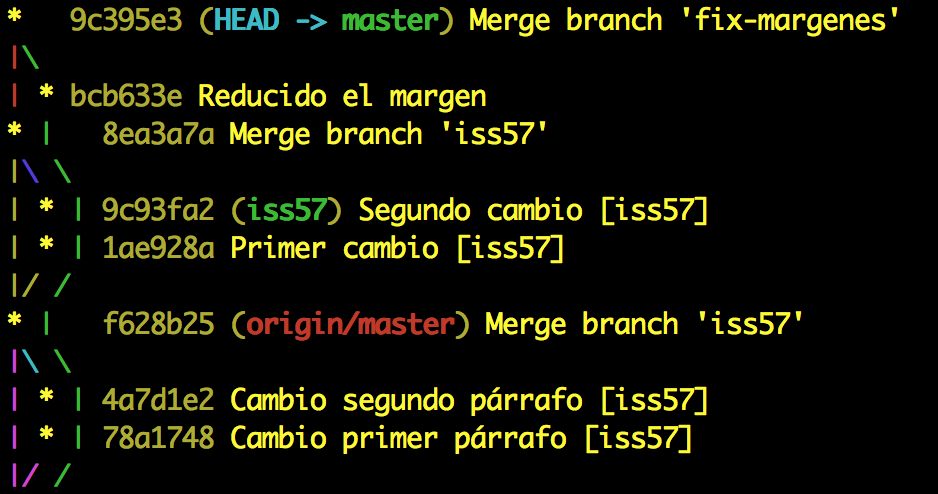 *   9c395e3 (HEAD -> master) Merge branch 'fix-margenes'
|\
| * bcb633e Reducido el margen
* |   8ea3a7a Merge branch 'iss57'
|\ \
| * | 9c93fa2 (iss57) Segundo cambio [iss57]
| * | 1ae928a Primer cambio [iss57]
|/ /
* |   f628b25 (origin/master) Merge branch 'iss57'
|\ \
| * | 4a7d1e2 Cambio segundo párrafo [iss57]
| * | 78a1748 Cambio primer párrafo [iss57]
|/ /